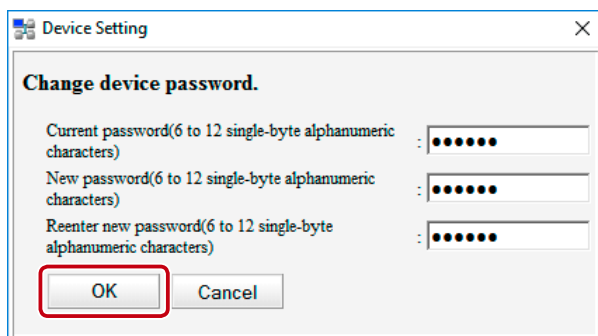 Device Setting
Change device password.
Current password(6 to 12 single-byte alphanumeric
characters)
: ●●●●●●
New password(6 to 12 single-byte alphanumeric
characters)
: ●●●●●●
Reenter new password(6 to 12 single-byte
alphanumeric characters)
: ●●●●●●
OK Cancel